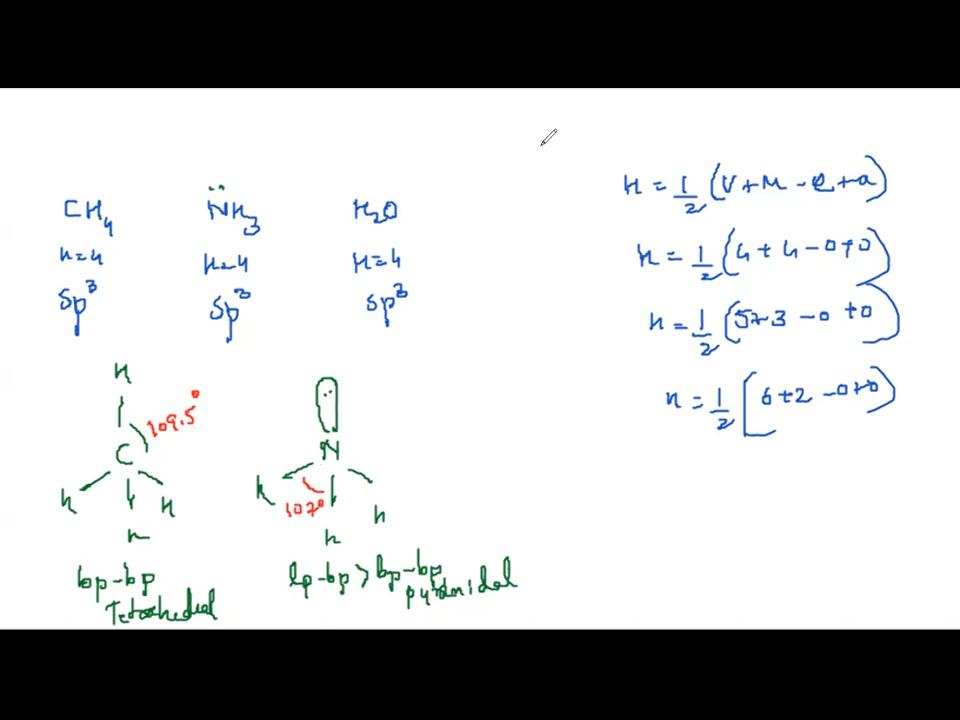 CH4 NH3 H2O
H=4 H=4 H=4
Sp3 Sp3 Sp3
H
109.5°
C
H H
H
bp-bp
Tetrahedral
N
H 107° H
H
lp-bp > bp-bp
pyramidal
H = 1/2 (V+M-C+a)
H = 1/2 (4+4-0+0)
H = 1/2 (5+3-0+0)
H = 1/2 [6+2-0+0)